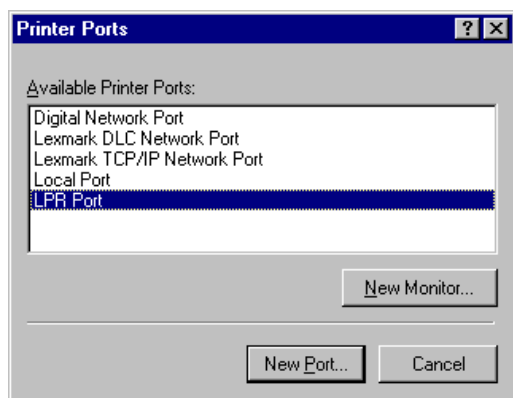 Printer Ports
Available Printer Ports:
Digital Network Port
Lexmark DLC Network Port
Lexmark TCP/IP Network Port
Local Port
LPR Port
New Monitor...
New Port... Cancel